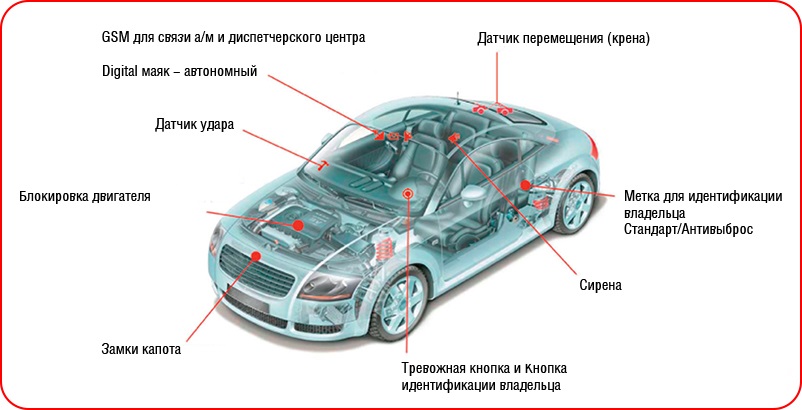 GSM для связи а/м и диспетчерского центра
Датчик перемещения (крена)
Digital маяк – автономный
Датчик удара
Блокировка двигателя
Метка для идентификации
владельца
Стандарт/Антивыброс
Сирена
Замки капота
Тревожная кнопка и Кнопка
идентификации владельца